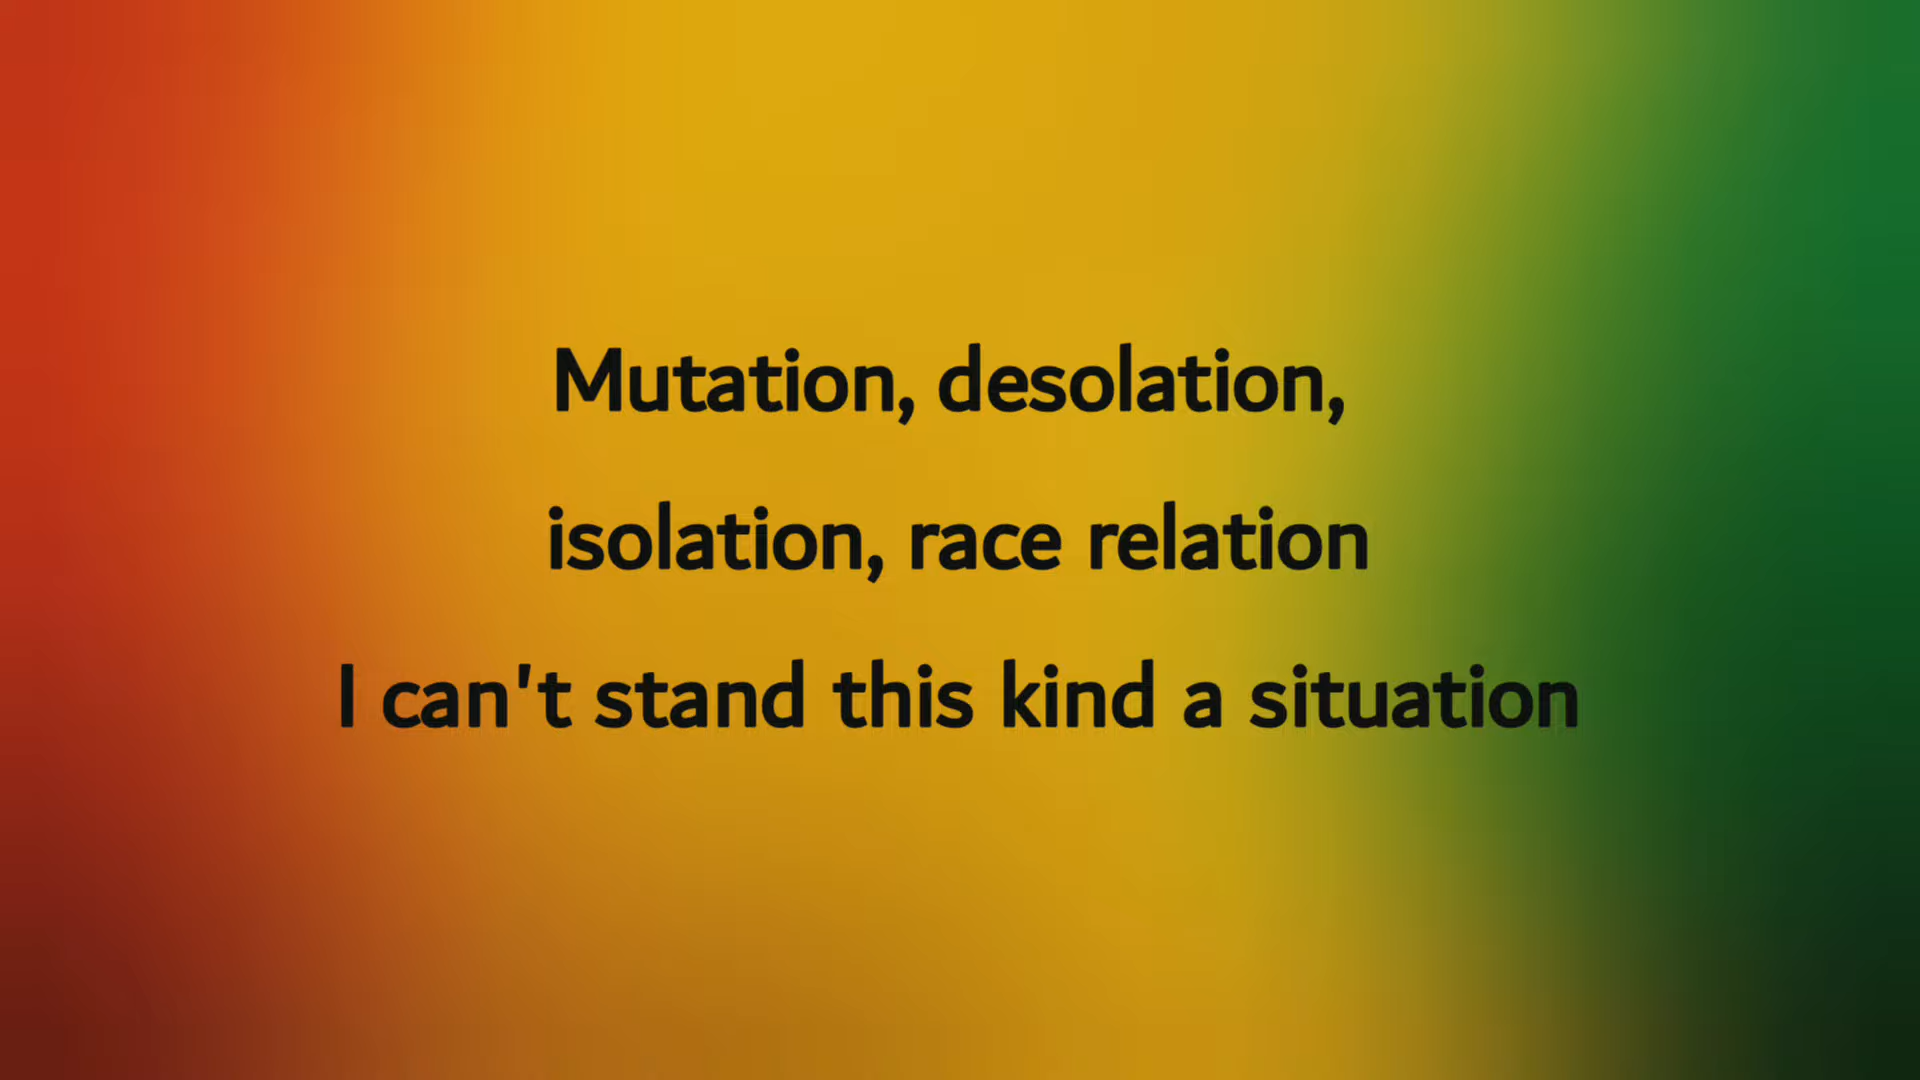 Mutation, desolation,
isolation, race relation
I can't stand this kind a situation